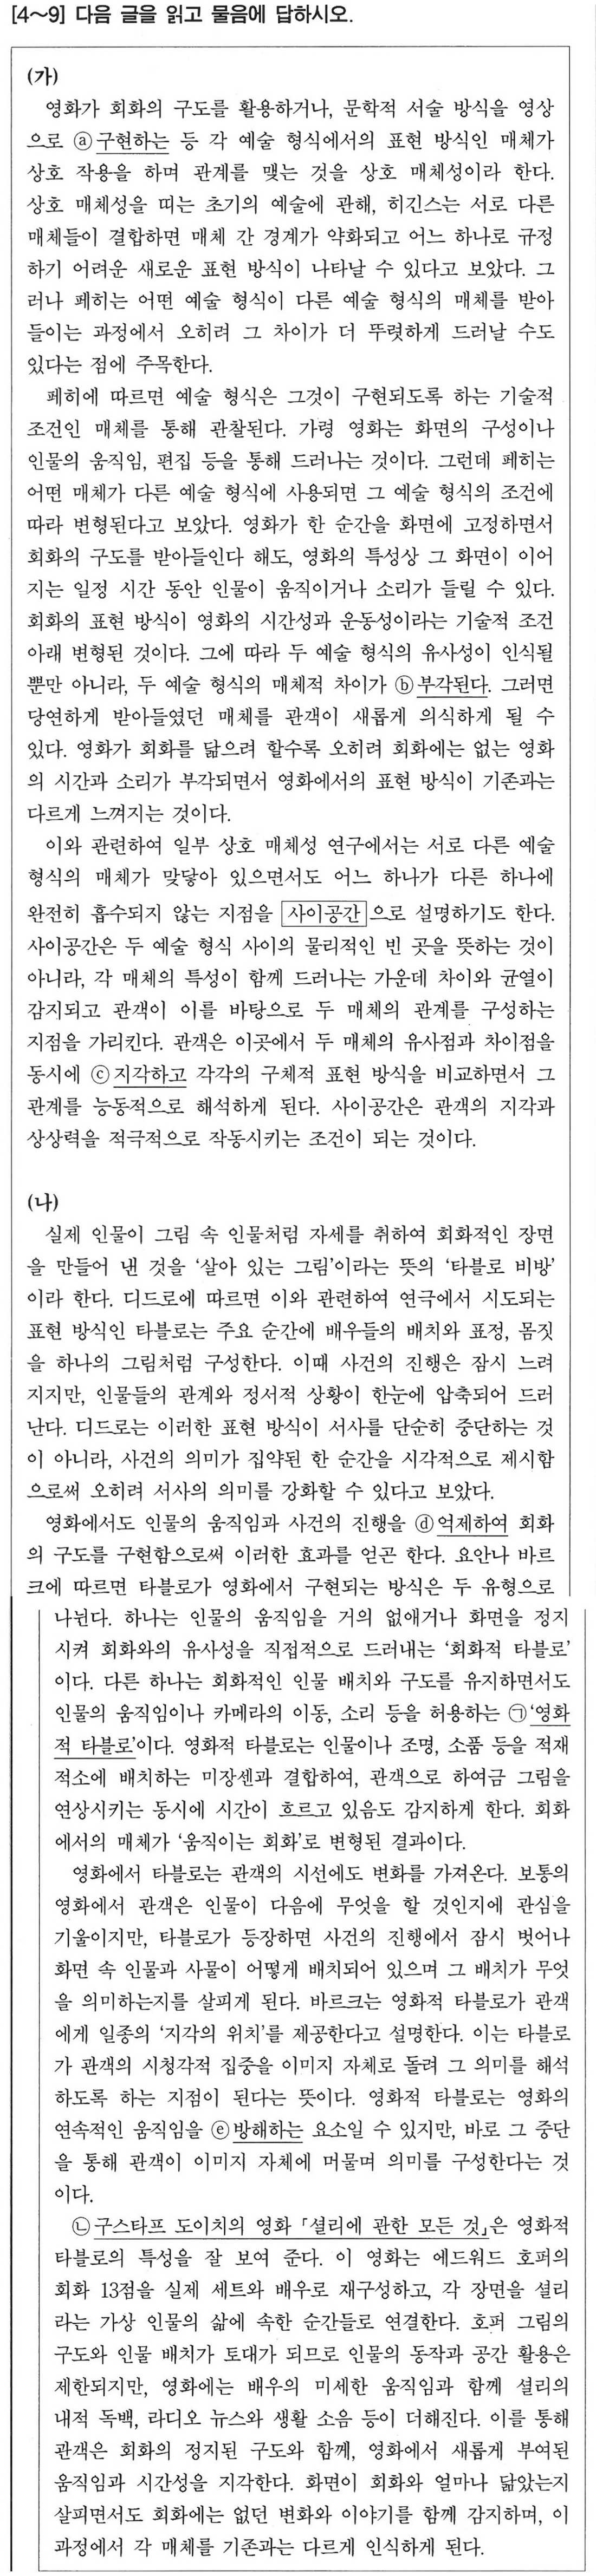 [4～9] 다음 글을 읽고 물음에 답하시오.
(가)
영화가 회화의 구도를 활용하거나, 문학적 서술 방식을 영상
으로 ⓐ구현하는 등 각 예술 형식에서의 표현 방식인 매체가
상호 작용을 하며 관계를 맺는 것을 상호 매체성이라 한다.
상호 매체성을 띠는 초기의 예술에 관해, 히긴스는 서로 다른
매체들이 결합하면 매체 간 경계가 약화되고 어느 하나로 규정
하기 어려운 새로운 표현 방식이 나타날 수 있다고 보았다. 그
러나 페히는 어떤 예술 형식이 다른 예술 형식의 매체를 받아
들이는 과정에서 오히려 그 차이가 더 뚜렷하게 드러날 수도
있다는 점에 주목한다.
페히에 따르면 예술 형식은 그것이 구현되도록 하는 기술적
조건인 매체를 통해 관찰된다. 가령 영화는 화면의 구성이나
인물의 움직임, 편집 등을 통해 드러나는 것이다. 그런데 페히는
어떤 매체가 다른 예술 형식에 사용되면 그 예술 형식의 조건에
따라 변형된다고 보았다. 영화가 한 순간을 화면에 고정하면서
회화의 구도를 받아들인다 해도, 영화의 특성상 그 화면이 이어
지는 일정 시간 동안 인물이 움직이거나 소리가 들릴 수 있다.
회화의 표현 방식이 영화의 시간성과 운동성이라는 기술적 조건
아래 변형된 것이다. 그에 따라 두 예술 형식의 유사성이 인식될
뿐만 아니라, 두 예술 형식의 매체적 차이가 ⓑ부각된다. 그러면
당연하게 받아들였던 매체를 관객이 새롭게 의식하게 될 수
있다. 영화가 회화를 닮으려 할수록 오히려 회화에는 없는 영화
의 시간과 소리가 부각되면서 영화에서의 표현 방식이 기존과는
다르게 느껴지는 것이다.
이와 관련하여 일부 상호 매체성 연구에서는 서로 다른 예술
형식의 매체가 맞닿아 있으면서도 어느 하나가 다른 하나에
완전히 흡수되지 않는 지점을 사이공간으로 설명하기도 한다.
사이공간은 두 예술 형식 사이의 물리적인 빈 곳을 뜻하는 것이
아니라, 각 매체의 특성이 함께 드러나는 가운데 차이와 균열이
감지되고 관객이 이를 바탕으로 두 매체의 관계를 구성하는
지점을 가리킨다. 관객은 이곳에서 두 매체의 유사점과 차이점을
동시에 ⓒ지각하고 각각의 구체적 표현 방식을 비교하면서 그
관계를 능동적으로 해석하게 된다. 사이공간은 관객의 지각과
상상력을 적극적으로 작동시키는 조건이 되는 것이다.
(나)
실제 인물이 그림 속 인물처럼 자세를 취하여 회화적인 장면
을 만들어 낸 것을 ‘살아 있는 그림’이라는 뜻의 ‘타블로 비방’
이라 한다. 디드로에 따르면 이와 관련하여 연극에서 시도되는
표현 방식인 타블로는 주요 순간에 배우들의 배치와 표정, 몸짓
을 하나의 그림처럼 구성한다. 이때 사건의 진행은 잠시 느려
지지만, 인물들의 관계와 정서적 상황이 한눈에 압축되어 드러
난다. 디드로는 이러한 표현 방식이 서사를 단순히 중단하는 것
이 아니라, 사건의 의미가 집약된 한 순간을 시각적으로 제시함
으로써 오히려 서사의 의미를 강화할 수 있다고 보았다.
영화에서도 인물의 움직임과 사건의 진행을 ⓓ억제하여 회화
의 구도를 구현함으로써 이러한 효과를 얻곤 한다. 요안나 바르
크에 따르면 타블로가 영화에서 구현되는 방식은 두 유형으로
나뉜다. 하나는 인물의 움직임을 거의 없애거나 화면을 정지
시켜 회화와의 유사성을 직접적으로 드러내는 ‘회화적 타블로’
이다. 다른 하나는 회화적인 인물 배치와 구도를 유지하면서도
인물의 움직임이나 카메라의 이동, 소리 등을 허용하는 ㉠‘영화
적 타블로’이다. 영화적 타블로는 인물이나 조명, 소품 등을 적재
적소에 배치하는 미장센과 결합하여, 관객으로 하여금 그림을
연상시키는 동시에 시간이 흐르고 있음도 감지하게 한다. 회화
에서의 매체가 ‘움직이는 회화’로 변형된 결과이다.
영화에서 타블로는 관객의 시선에도 변화를 가져온다. 보통의
영화에서 관객은 인물이 다음에 무엇을 할 것인지에 관심을
기울이지만, 타블로가 등장하면 사건의 진행에서 잠시 벗어나
화면 속 인물과 사물이 어떻게 배치되어 있으며 그 배치가 무엇
을 의미하는지를 살피게 된다. 바르크는 영화적 타블로가 관객
에게 일종의 ‘지각의 위치’를 제공한다고 설명한다. 이는 타블로
가 관객의 시청각적 집중을 이미지 자체로 돌려 그 의미를 해석
하도록 하는 지점이 된다는 뜻이다. 영화적 타블로는 영화의
연속적인 움직임을 ⓔ방해하는 요소일 수 있지만, 바로 그 중단
을 통해 관객이 이미지 자체에 머물며 의미를 구성한다는 것
이다.
㉡구스타프 도이치의 영화 「셜리에 관한 모든 것」은 영화적
타블로의 특성을 잘 보여 준다. 이 영화는 에드워드 호퍼의
회화 13점을 실제 세트와 배우로 재구성하고, 각 장면을 셜리
라는 가상 인물의 삶에 속한 순간들로 연결한다. 호퍼 그림의
구도와 인물 배치가 토대가 되므로 인물의 동작과 공간 활용은
제한되지만, 영화에는 배우의 미세한 움직임과 함께 셜리의
내적 독백, 라디오 뉴스와 생활 소음 등이 더해진다. 이를 통해
관객은 회화의 정지된 구도와 함께, 영화에서 새롭게 부여된
움직임과 시간성을 지각한다. 화면이 회화와 얼마나 닮았는지
살피면서도 회화에는 없던 변화와 이야기를 함께 감지하며, 이
과정에서 각 매체를 기존과는 다르게 인식하게 된다.